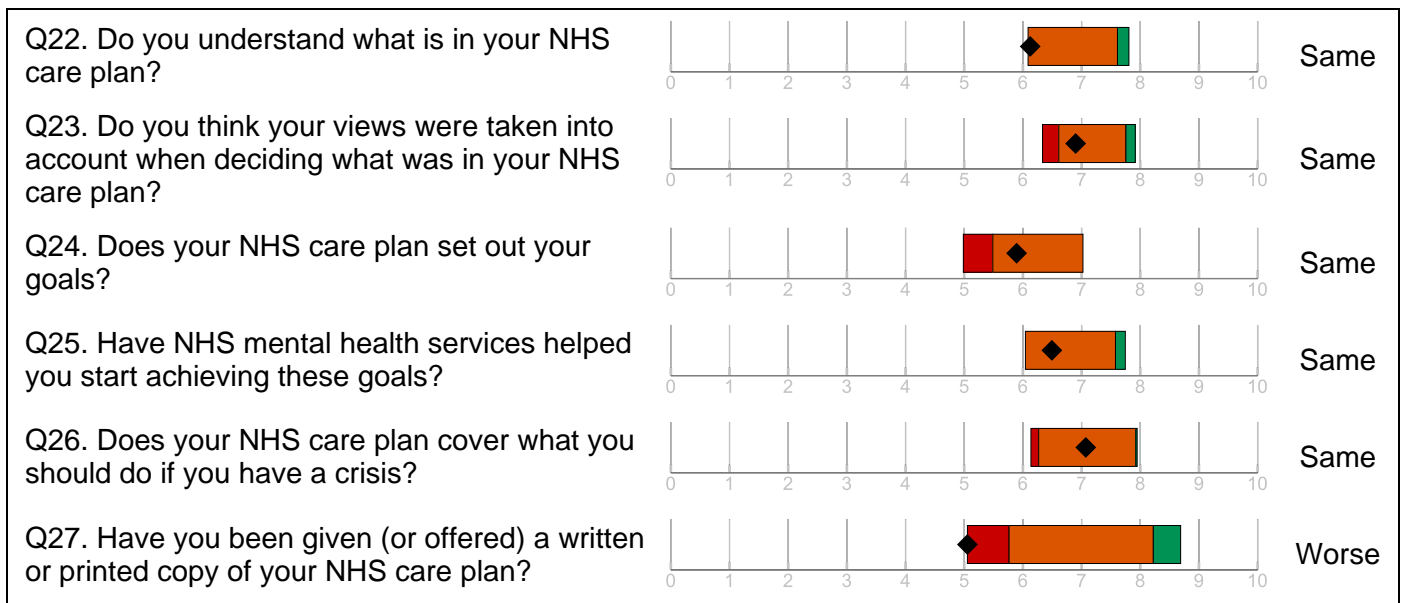 Q22. Do you understand what is in your NHS
care plan?
Same
0 1 2 3 4 5 6 7 8 9 10
Q23. Do you think your views were taken into
account when deciding what was in your NHS
care plan?
Same
0 1 2 3 4 5 6 7 8 9 10
Q24. Does your NHS care plan set out your
goals?
Same
0 1 2 3 4 5 6 7 8 9 10
Q25. Have NHS mental health services helped
you start achieving these goals?
Same
0 1 2 3 4 5 6 7 8 9 10
Q26. Does your NHS care plan cover what you
should do if you have a crisis?
Same
0 1 2 3 4 5 6 7 8 9 10
Q27. Have you been given (or offered) a written
or printed copy of your NHS care plan?
Worse
0 1 2 3 4 5 6 7 8 9 10